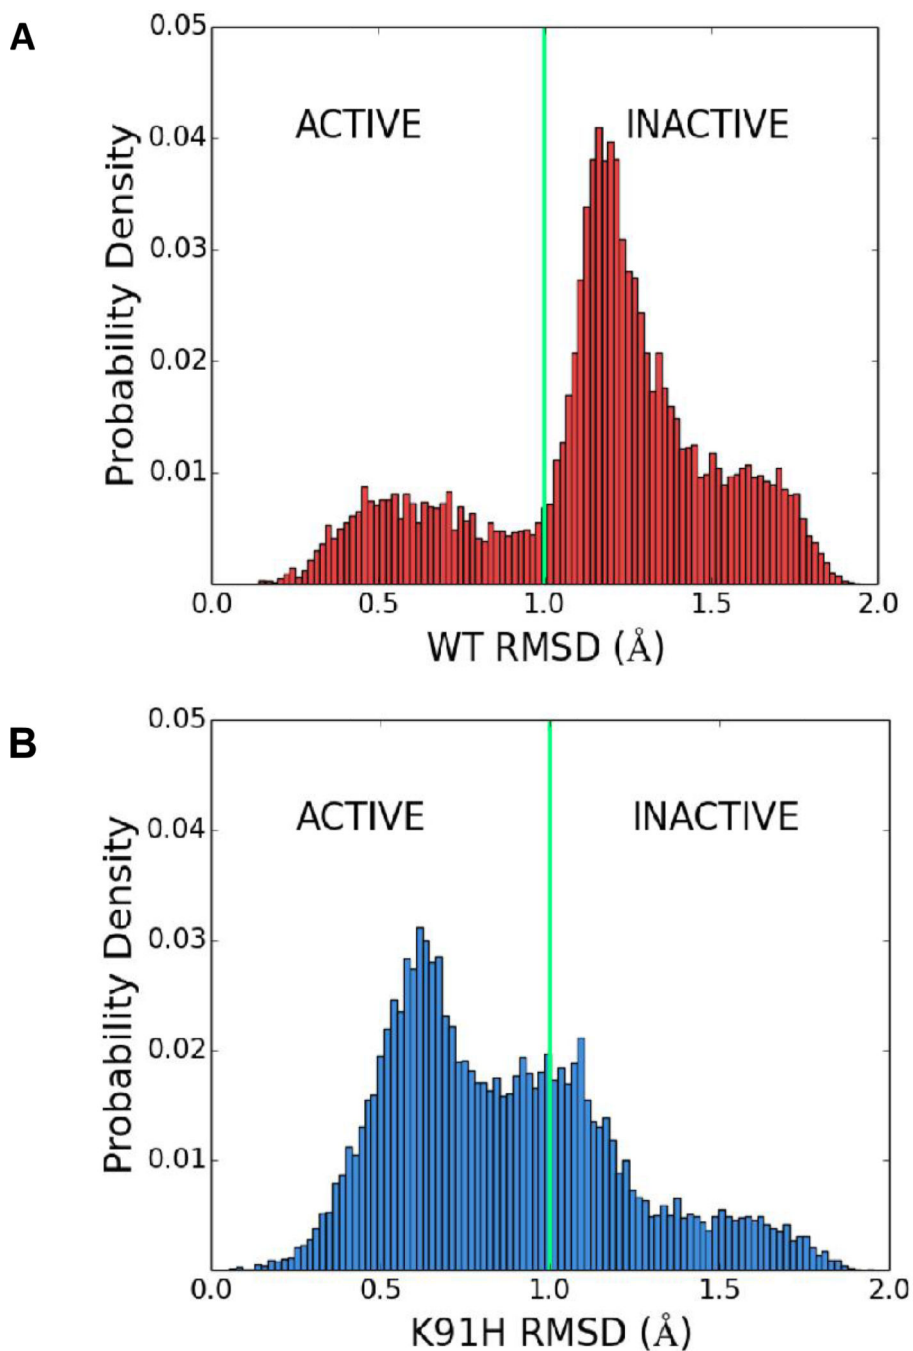 A
0.05
0.04
0.03
0.02
0.01
Probability Density
ACTIVE
INACTIVE
0.0 0.5 1.0 1.5 2.0
WT RMSD (Å)
B
0.05
0.04
0.03
0.02
0.01
Probability Density
ACTIVE
INACTIVE
0.0 0.5 1.0 1.5 2.0
K91H RMSD (Å)